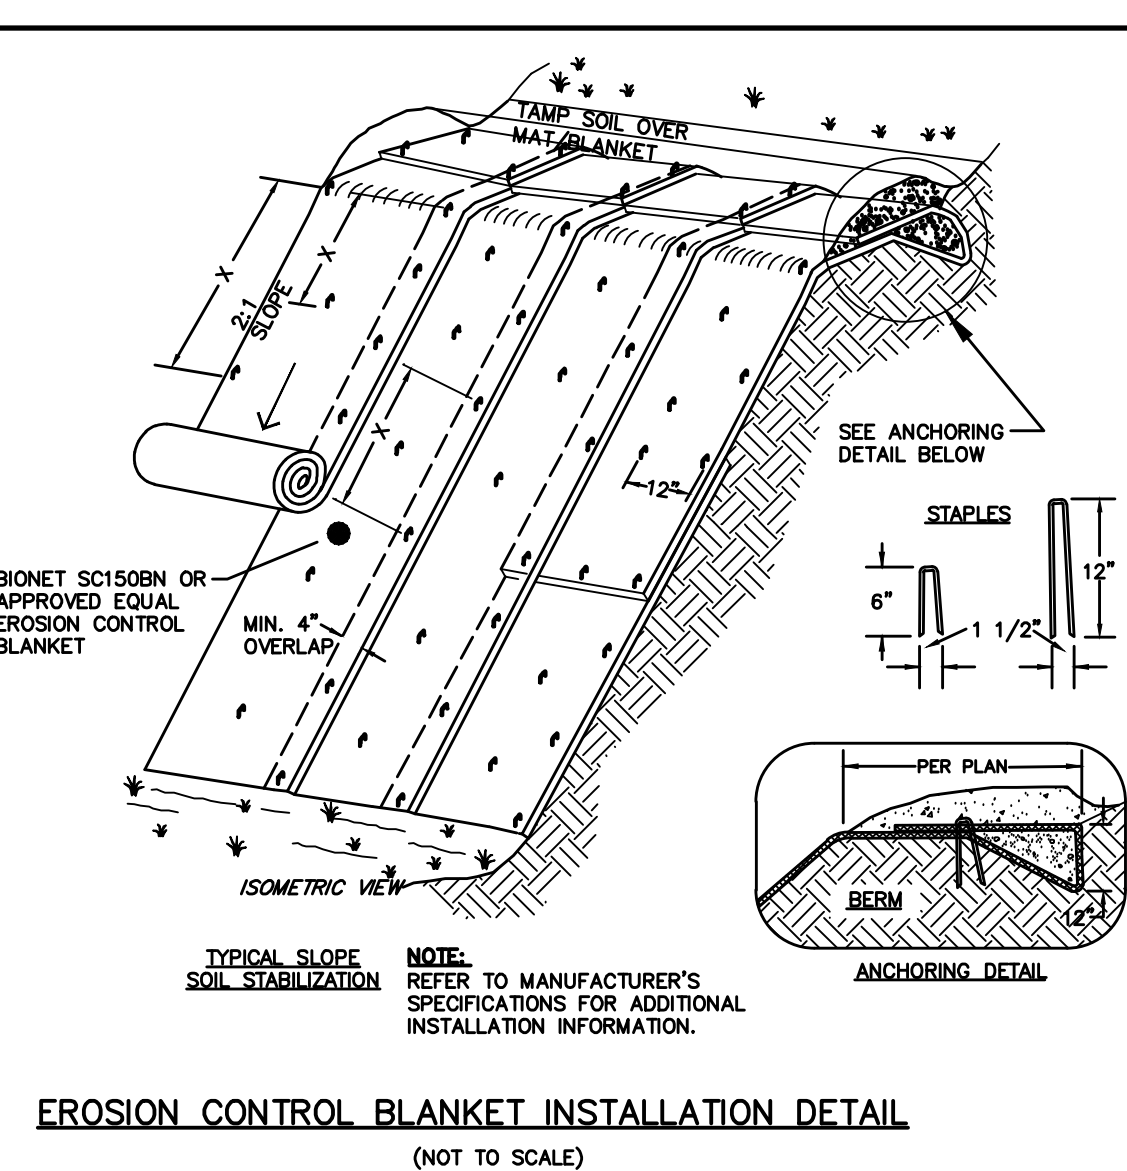 TAMP SOIL OVER
MAT/BLANKET
X
X
2:1
SLOPE
X
12"
SEE ANCHORING
DETAIL BELOW
STAPLES
6"
12"
1 1/2"
BIONET SC150BN OR
APPROVED EQUAL
EROSION CONTROL
BLANKET
MIN. 4"
OVERLAP
ISOMETRIC VIEW
PER PLAN
BERM
12"
ANCHORING DETAIL
TYPICAL SLOPE
SOIL STABILIZATION
NOTE:
REFER TO MANUFACTURER'S
SPECIFICATIONS FOR ADDITIONAL
INSTALLATION INFORMATION.
EROSION CONTROL BLANKET INSTALLATION DETAIL
(NOT TO SCALE)